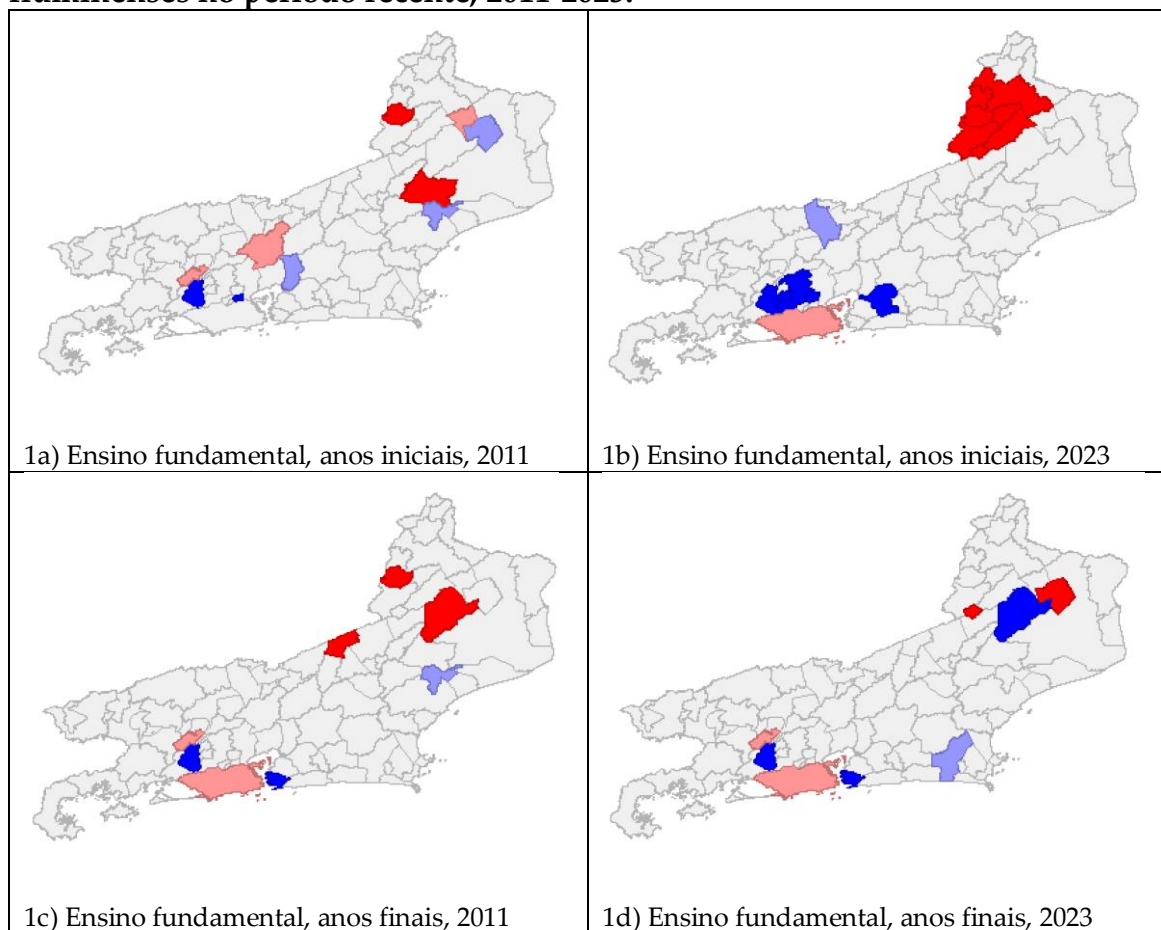 fluminenses no período recente, 2011-2023.
1a) Ensino fundamental, anos iniciais, 2011
1b) Ensino fundamental, anos iniciais, 2023
1c) Ensino fundamental, anos finais, 2011
1d) Ensino fundamental, anos finais, 2023